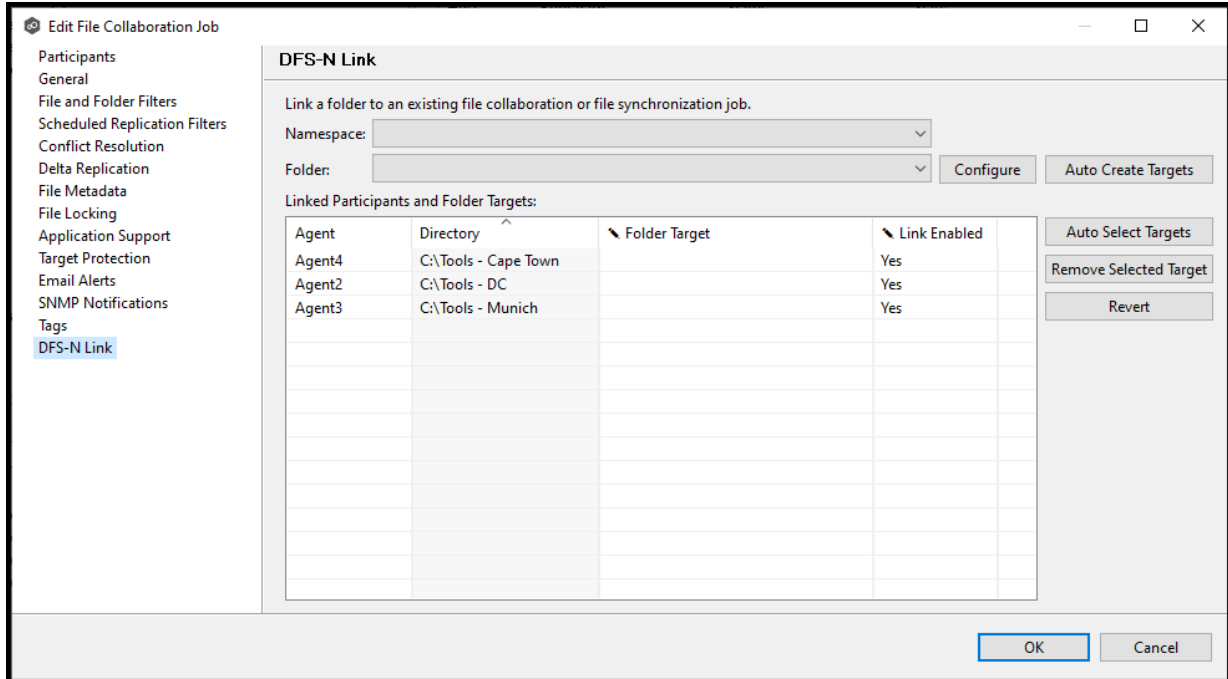 Edit File Collaboration Job
Participants
General
File and Folder Filters
Scheduled Replication Filters
Conflict Resolution
Delta Replication
File Metadata
File Locking
Application Support
Target Protection
Email Alerts
SNMP Notifications
Tags
DFS-N Link
DFS-N Link
Link a folder to an existing file collaboration or file synchronization job.
Namespace:
Folder: Configure Auto Create Targets
Linked Participants and Folder Targets:
Agent Directory Folder Target Link Enabled
Agent4 C:\Tools - Cape Town Yes
Agent2 C:\Tools - DC Yes
Agent3 C:\Tools - Munich Yes
Auto Select Targets
Remove Selected Target
Revert
OK Cancel